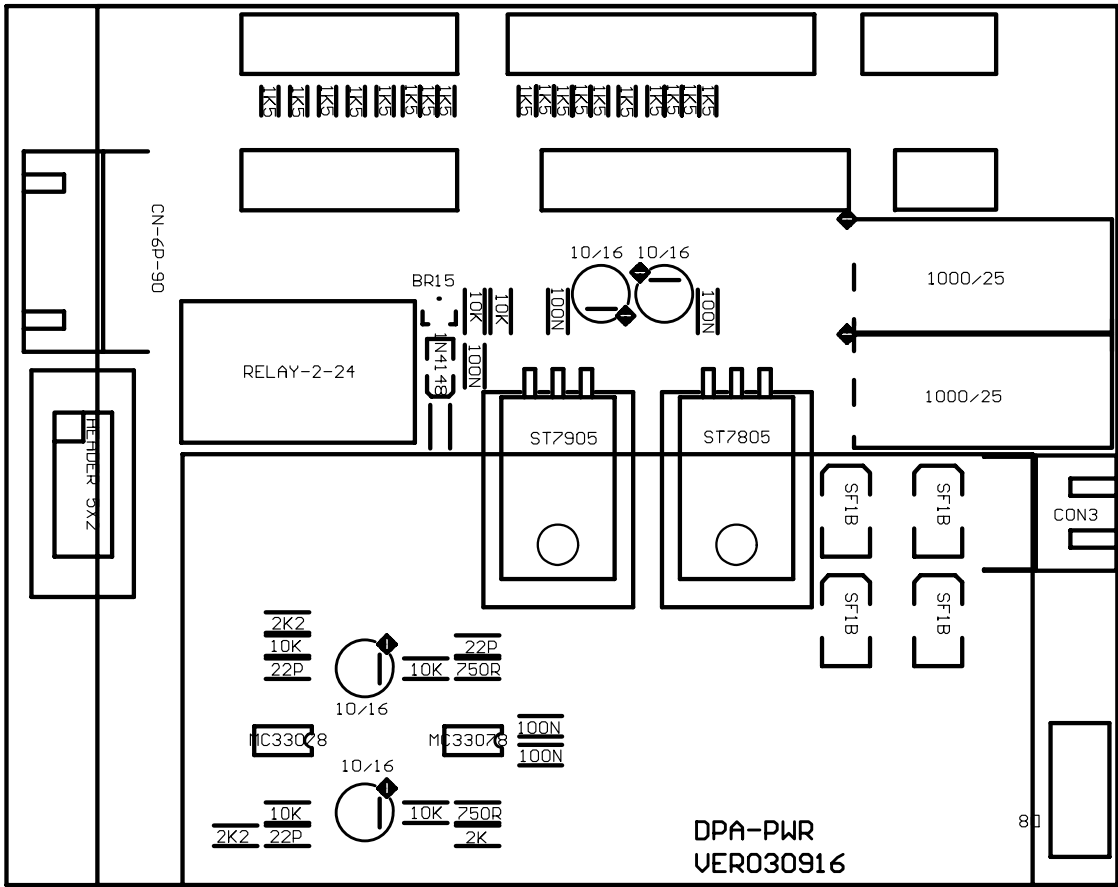 1K5 1K5 1K5 1K5 1K5 1K5 1K5 1K5 1K5 1K5 1K5 1K5 1K5 1K5 1K5 1K5 1K5 1K5
CN-6P-90
10/16 10/16
BR15
1000/25
10K 10K 100N 100N
1N4148
100N
RELAY-2-24
1000/25
ST7905 ST7805
HEADER 5X2
SF1B SF1B
CON3
SF1B SF1B
2K2
10K 22P
22P 10K 750R
10/16
MC33078 MC33078 100N
100N
10/16
10K 10K 750R
2K2 22P 2K
8
DPA-PWR
VER030916